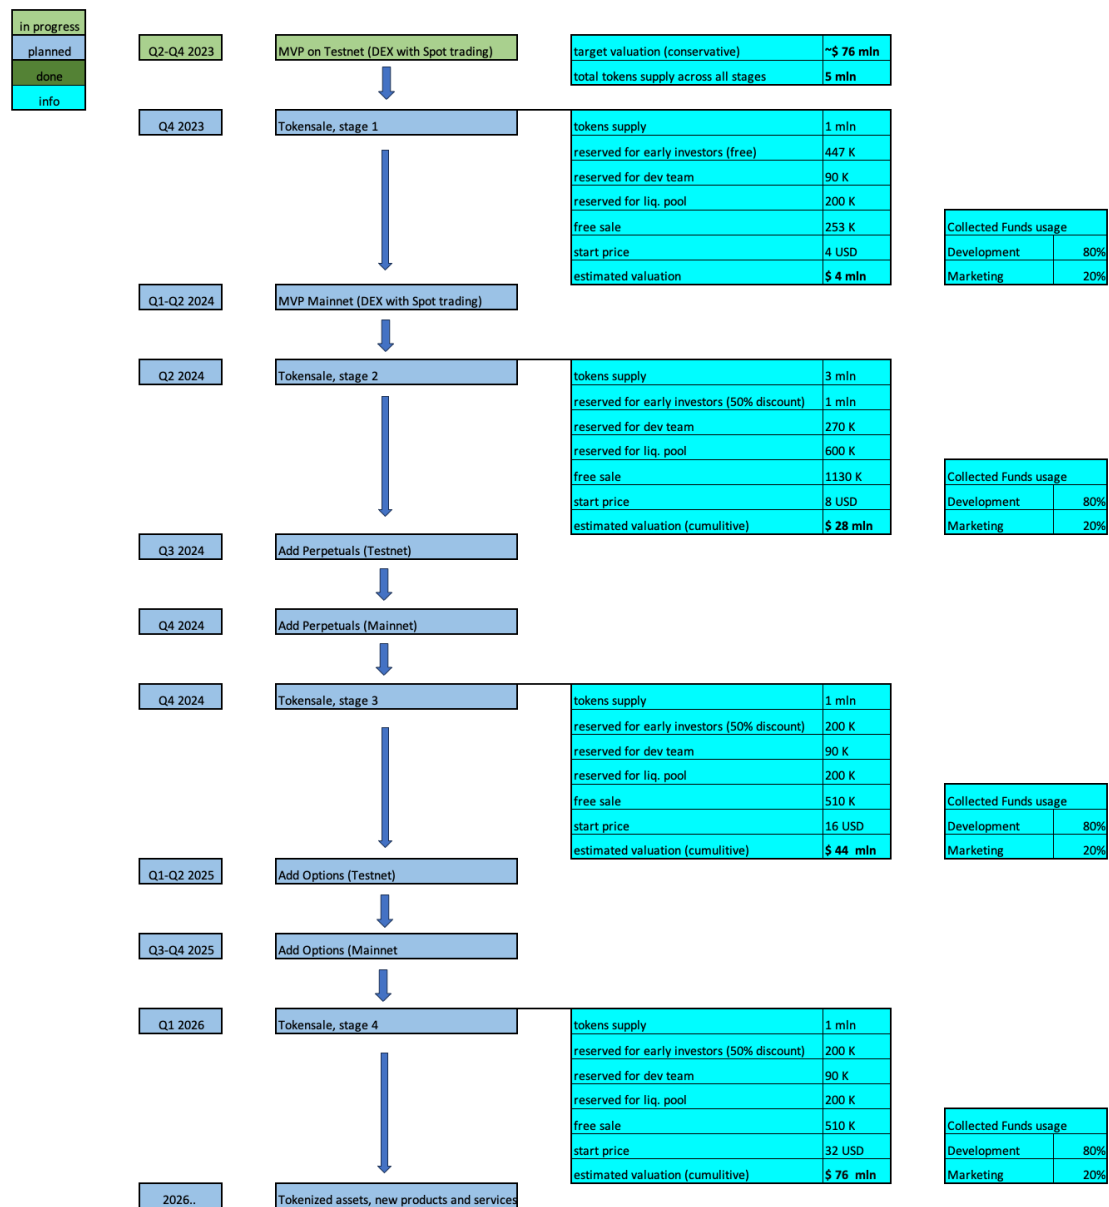 in progress
planned
done
info
Q2-Q4 2023 MVP on Testnet (DEX with Spot trading) target valuation (conservative) ~$ 76 mln
total tokens supply across all stages 5 mln
Q4 2023 Tokensale, stage 1 tokens supply 1 mln
reserved for early investors (free) 447 K
reserved for dev team 90 K
reserved for liq. pool 200 K
free sale 253 K Collected Funds usage
start price 4 USD Development 80%
estimated valuation $ 4 mln Marketing 20%
Q1-Q2 2024 MVP Mainnet (DEX with Spot trading)
Q2 2024 Tokensale, stage 2 tokens supply 3 mln
reserved for early investors (50% discount) 1 mln
reserved for dev team 270 K
reserved for liq. pool 600 K
free sale 1130 K Collected Funds usage
start price 8 USD Development 80%
estimated valuation (cumulitive) $ 28 mln Marketing 20%
Q3 2024 Add Perpetuals (Testnet)
Q4 2024 Add Perpetuals (Mainnet)
Q4 2024 Tokensale, stage 3 tokens supply 1 mln
reserved for early investors (50% discount) 200 K
reserved for dev team 90 K
reserved for liq. pool 200 K
free sale 510 K Collected Funds usage
start price 16 USD Development 80%
estimated valuation (cumulitive) $ 44 mln Marketing 20%
Q1-Q2 2025 Add Options (Testnet)
Q3-Q4 2025 Add Options (Mainnet
Q1 2026 Tokensale, stage 4 tokens supply 1 mln
reserved for early investors (50% discount) 200 K
reserved for dev team 90 K
reserved for liq. pool 200 K
free sale 510 K Collected Funds usage
start price 32 USD Development 80%
estimated valuation (cumulitive) $ 76 mln Marketing 20%
2026.. Tokenized assets, new products and services